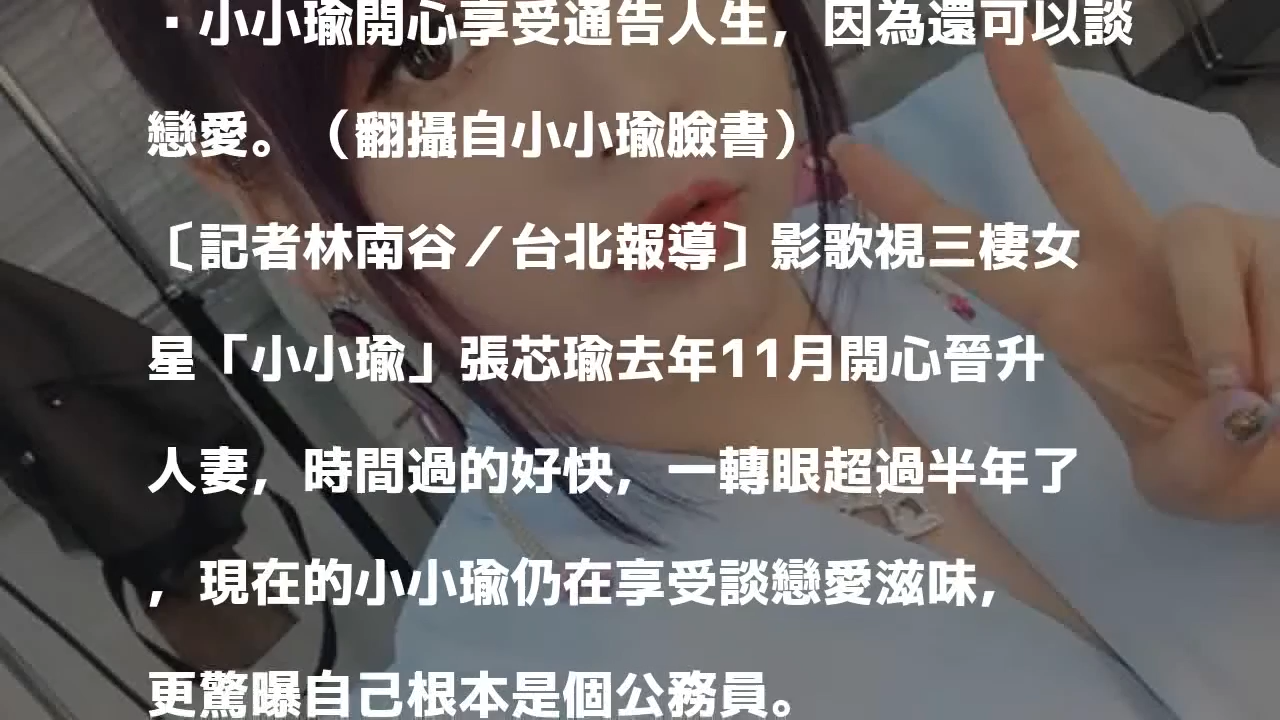 ▪小小瑜開心享受通告人生，因為還可以談
戀愛。（翻攝自小小瑜臉書）
〔記者林南谷／台北報導〕影歌視三棲女
星「小小瑜」張芯瑜去年11月開心晉升
人妻，時間過的好快，一轉眼超過半年了
，現在的小小瑜仍在享受談戀愛滋味，
更驚曝自己根本是個公務員。